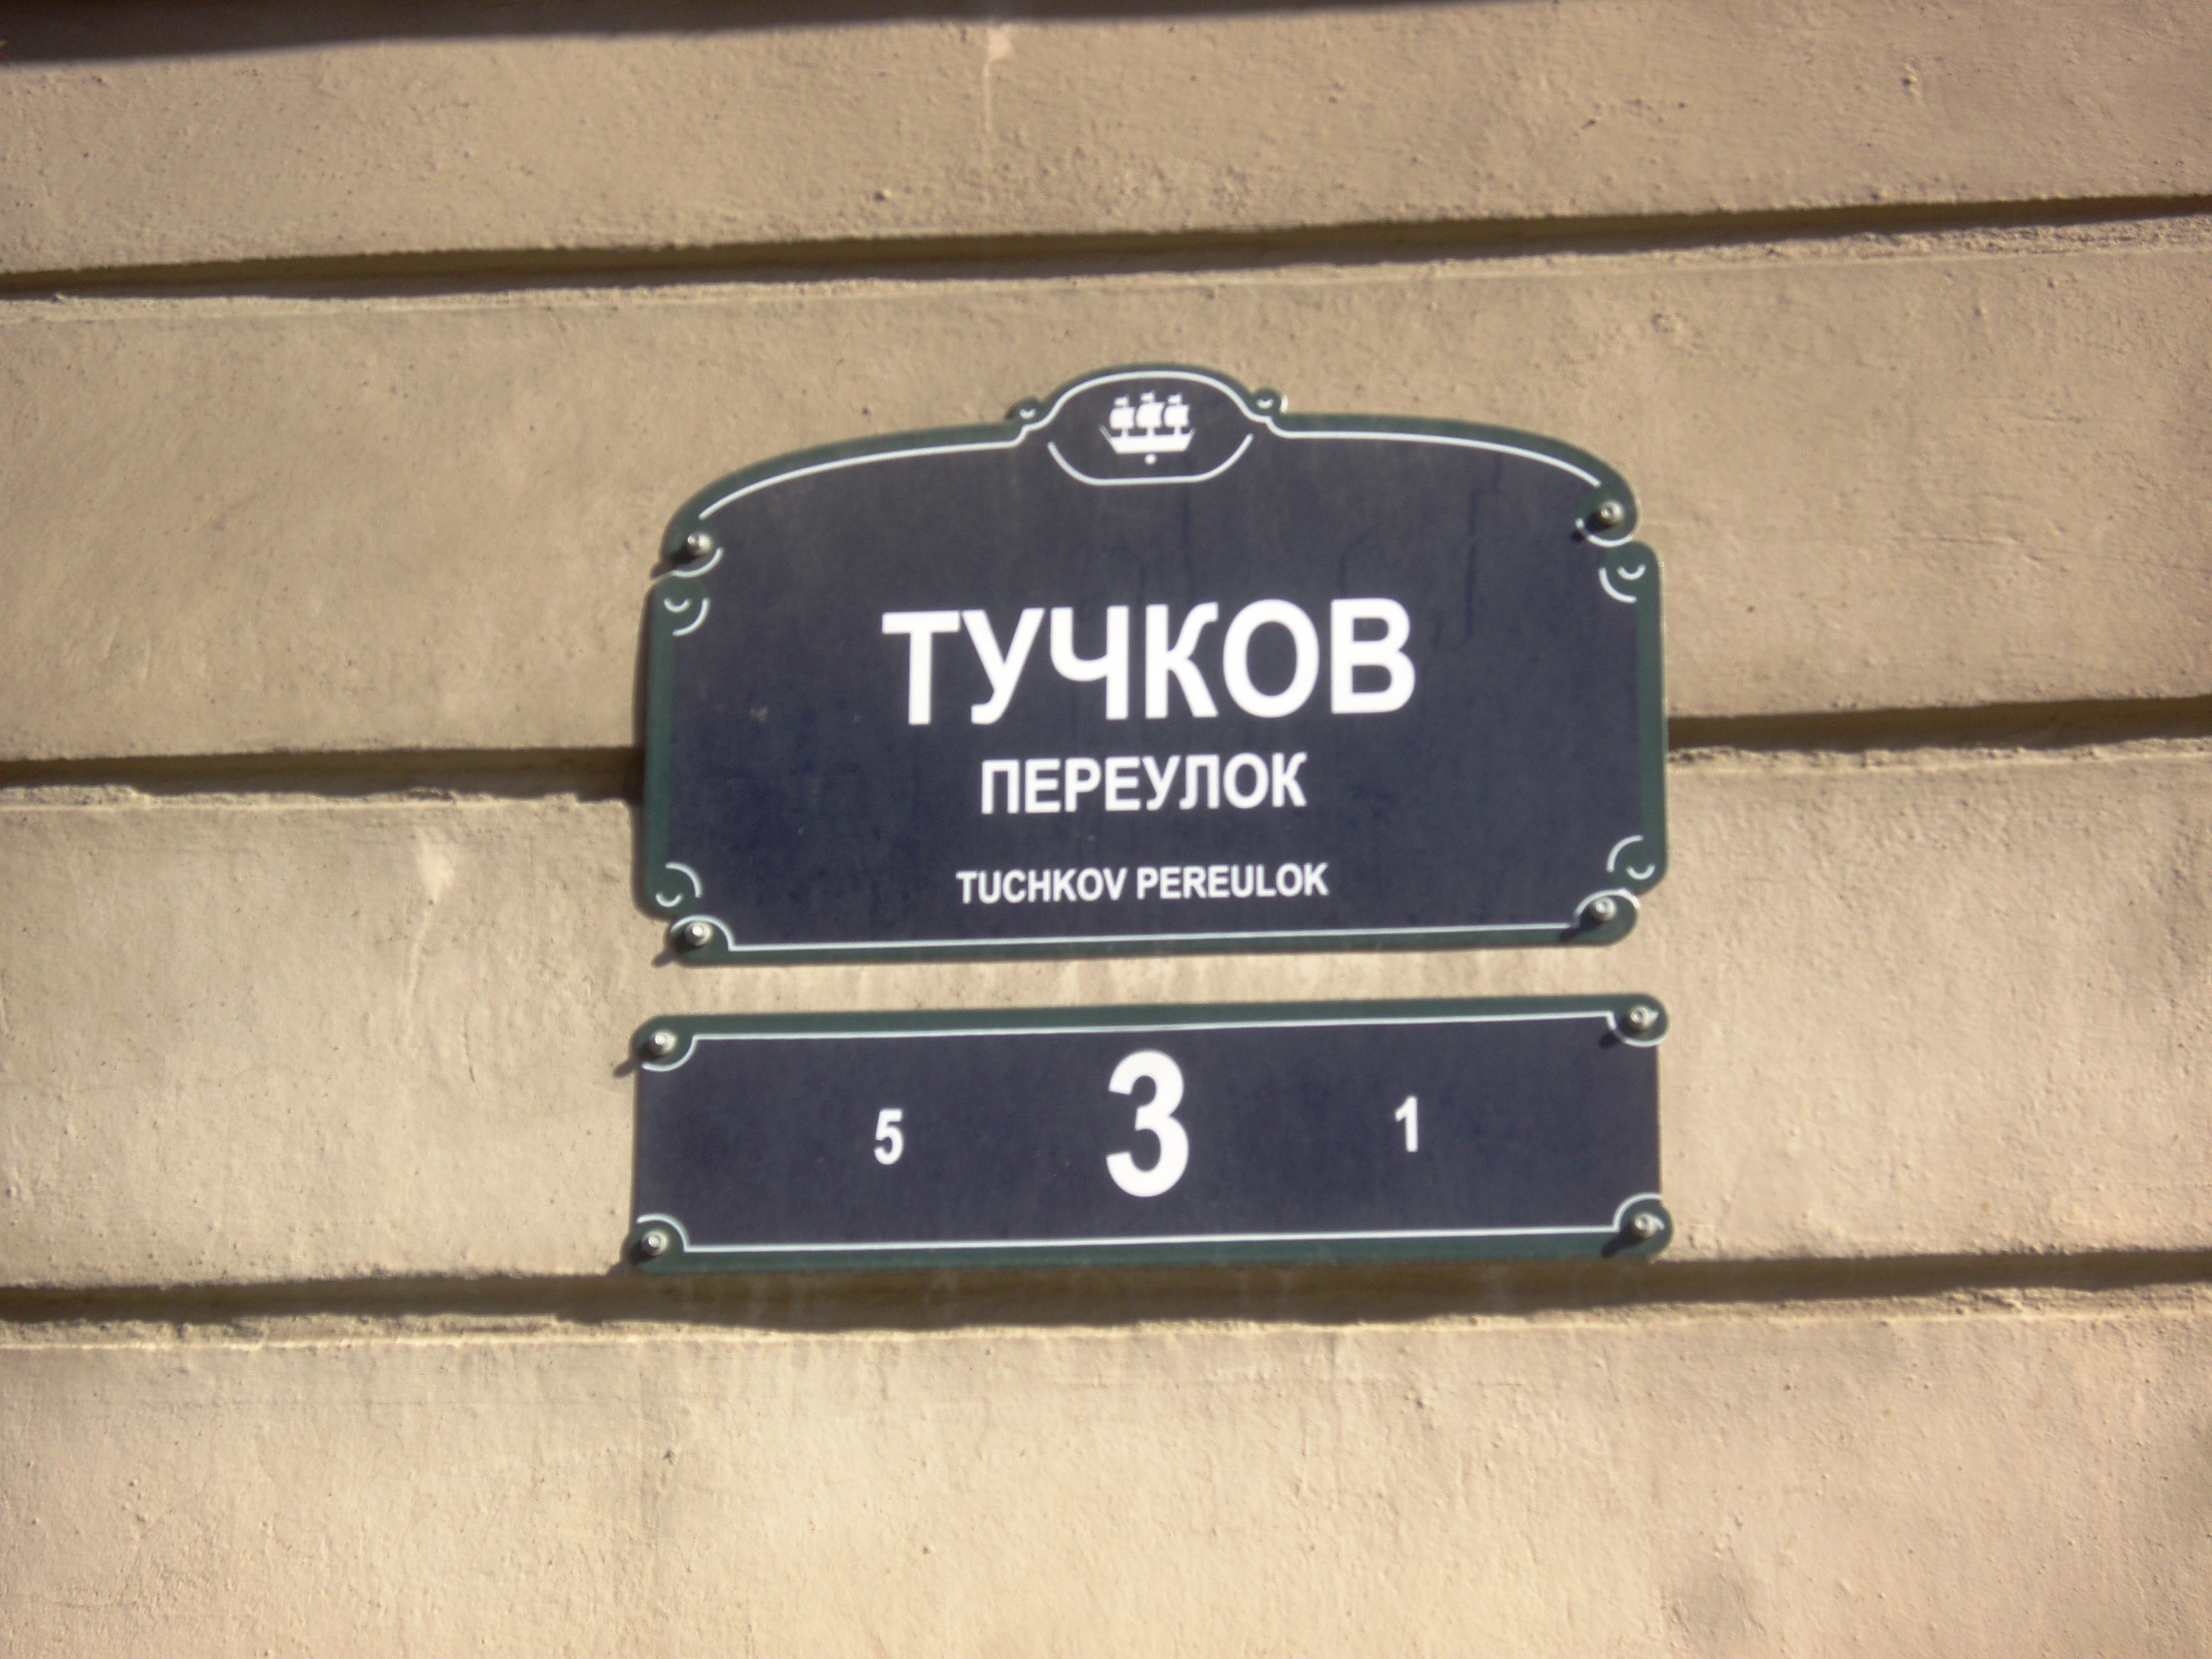 ТУЧКОВ
ПЕРЕУЛОК
TUCHKOV PEREULOK
5 3 1